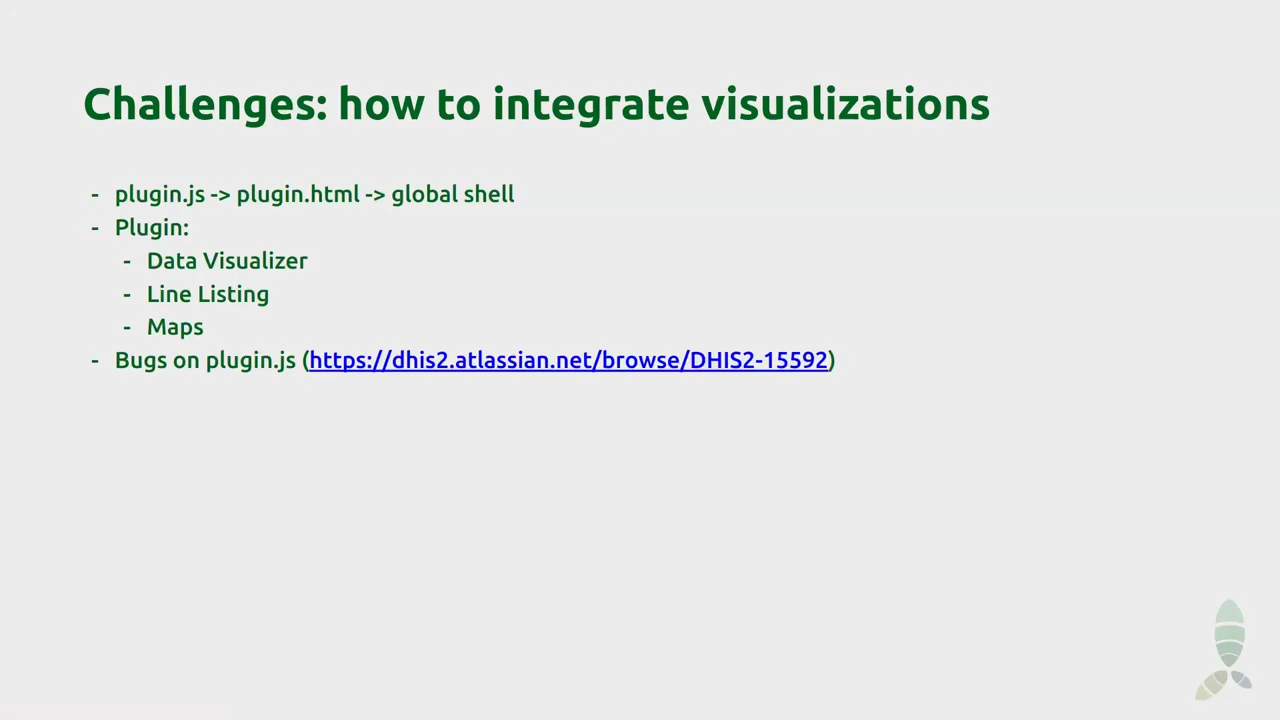 Challenges: how to integrate visualizations
- plugin.js -> plugin.html -> global shell
- Plugin:
- Data Visualizer
- Line Listing
- Maps
- Bugs on plugin.js (https://dhis2.atlassian.net/browse/DHIS2-15592)